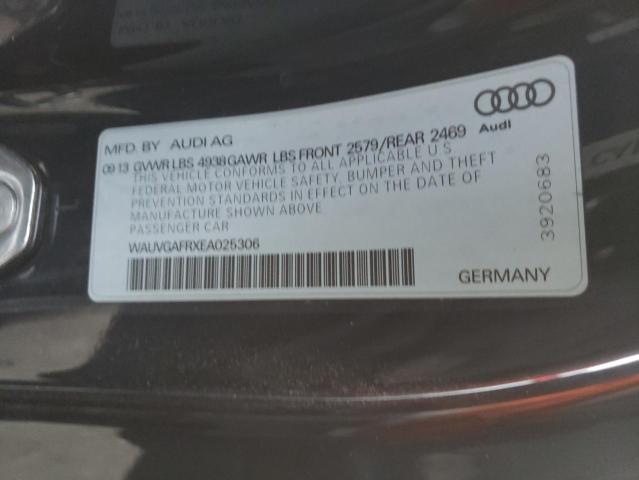 MFD. BY AUDI AG
0913 GVWR LBS 4938 GAWR LBS FRONT 2579/REAR 2469
THIS VEHICLE CONFORMS TO ALL APPLICABLE U S
FEDERAL MOTOR VEHICLE SAFETY, BUMPER AND THEFT
PREVENTION STANDARDS IN EFFECT ON THE DATE OF
MANUFACTURE SHOWN ABOVE
PASSENGER CAR
WAUVGAFRXEA025306
GERMANY
Audi
3920683